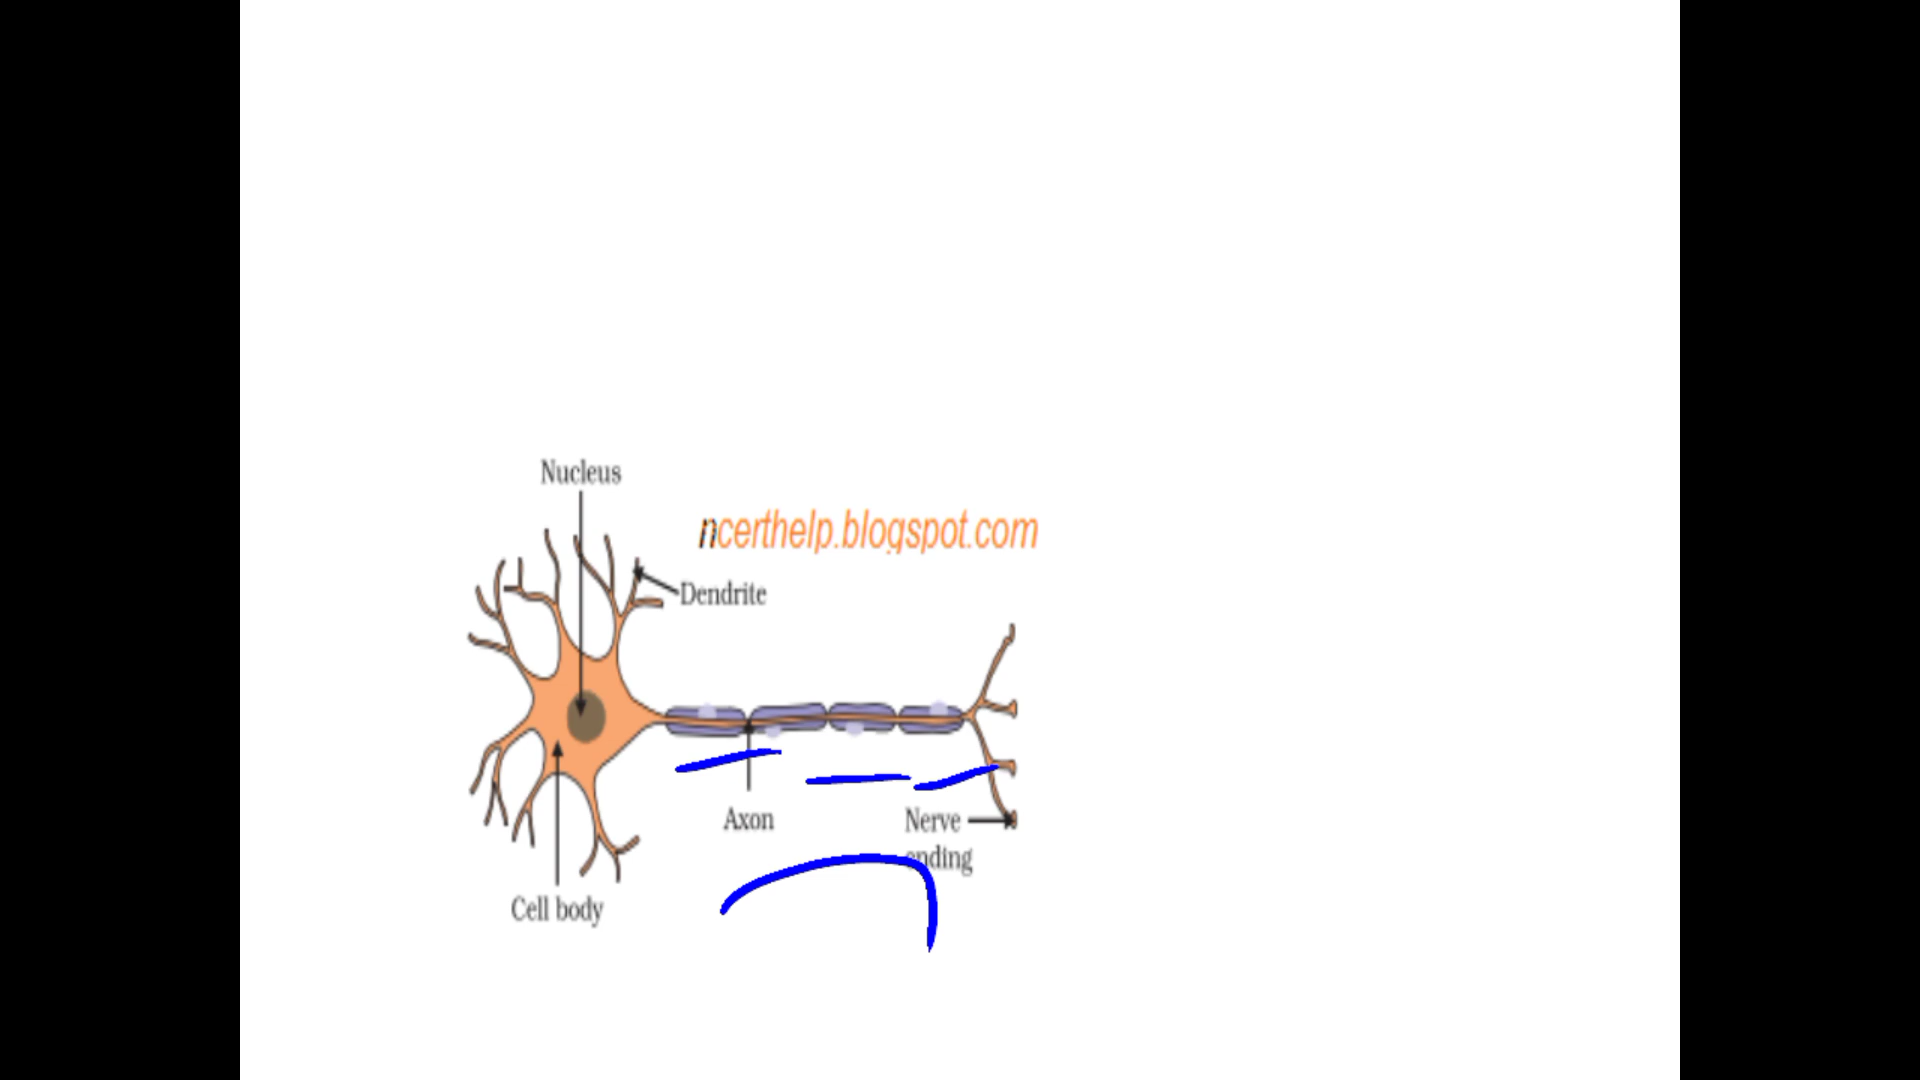 Nucleus
ncerthelp.blogspot.com
Dendrite
Axon
Nerve
ending
Cell body